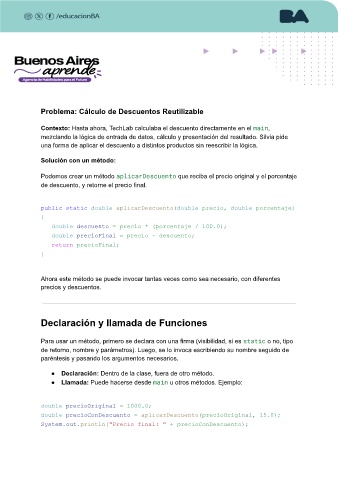 /educacionBA
BA
Buenos Aires
aprende
Agencia de Habilidades para el Futuro
Problema: Cálculo de Descuentos Reutilizable
Contexto: Hasta ahora, TechLab calculaba el descuento directamente en el main,
mezclando la lógica de entrada de datos, cálculo y presentación del resultado. Silvia pide
una forma de aplicar el descuento a distintos productos sin reescribir la lógica.
Solución con un método:
Podemos crear un método aplicarDescuento que reciba el precio original y el porcentaje
de descuento, y retorne el precio final.
public static double aplicarDescuento(double precio, double porcentaje)
{
double descuento = precio * (porcentaje / 100.0);
double precioFinal = precio - descuento;
return precioFinal;
}
Ahora este método se puede invocar tantas veces como sea necesario, con diferentes
precios y descuentos.
Declaración y llamada de Funciones
Para usar un método, primero se declara con una firma (visibilidad, si es static o no, tipo
de retorno, nombre y parámetros). Luego, se lo invoca escribiendo su nombre seguido de
paréntesis y pasando los argumentos necesarios.
● Declaración: Dentro de la clase, fuera de otro método.
● Llamada: Puede hacerse desde main u otros métodos. Ejemplo:
double precioOriginal = 1000.0;
double precioConDescuento = aplicarDescuento(precioOriginal, 15.0);
System.out.println("Precio final: " + precioConDescuento);